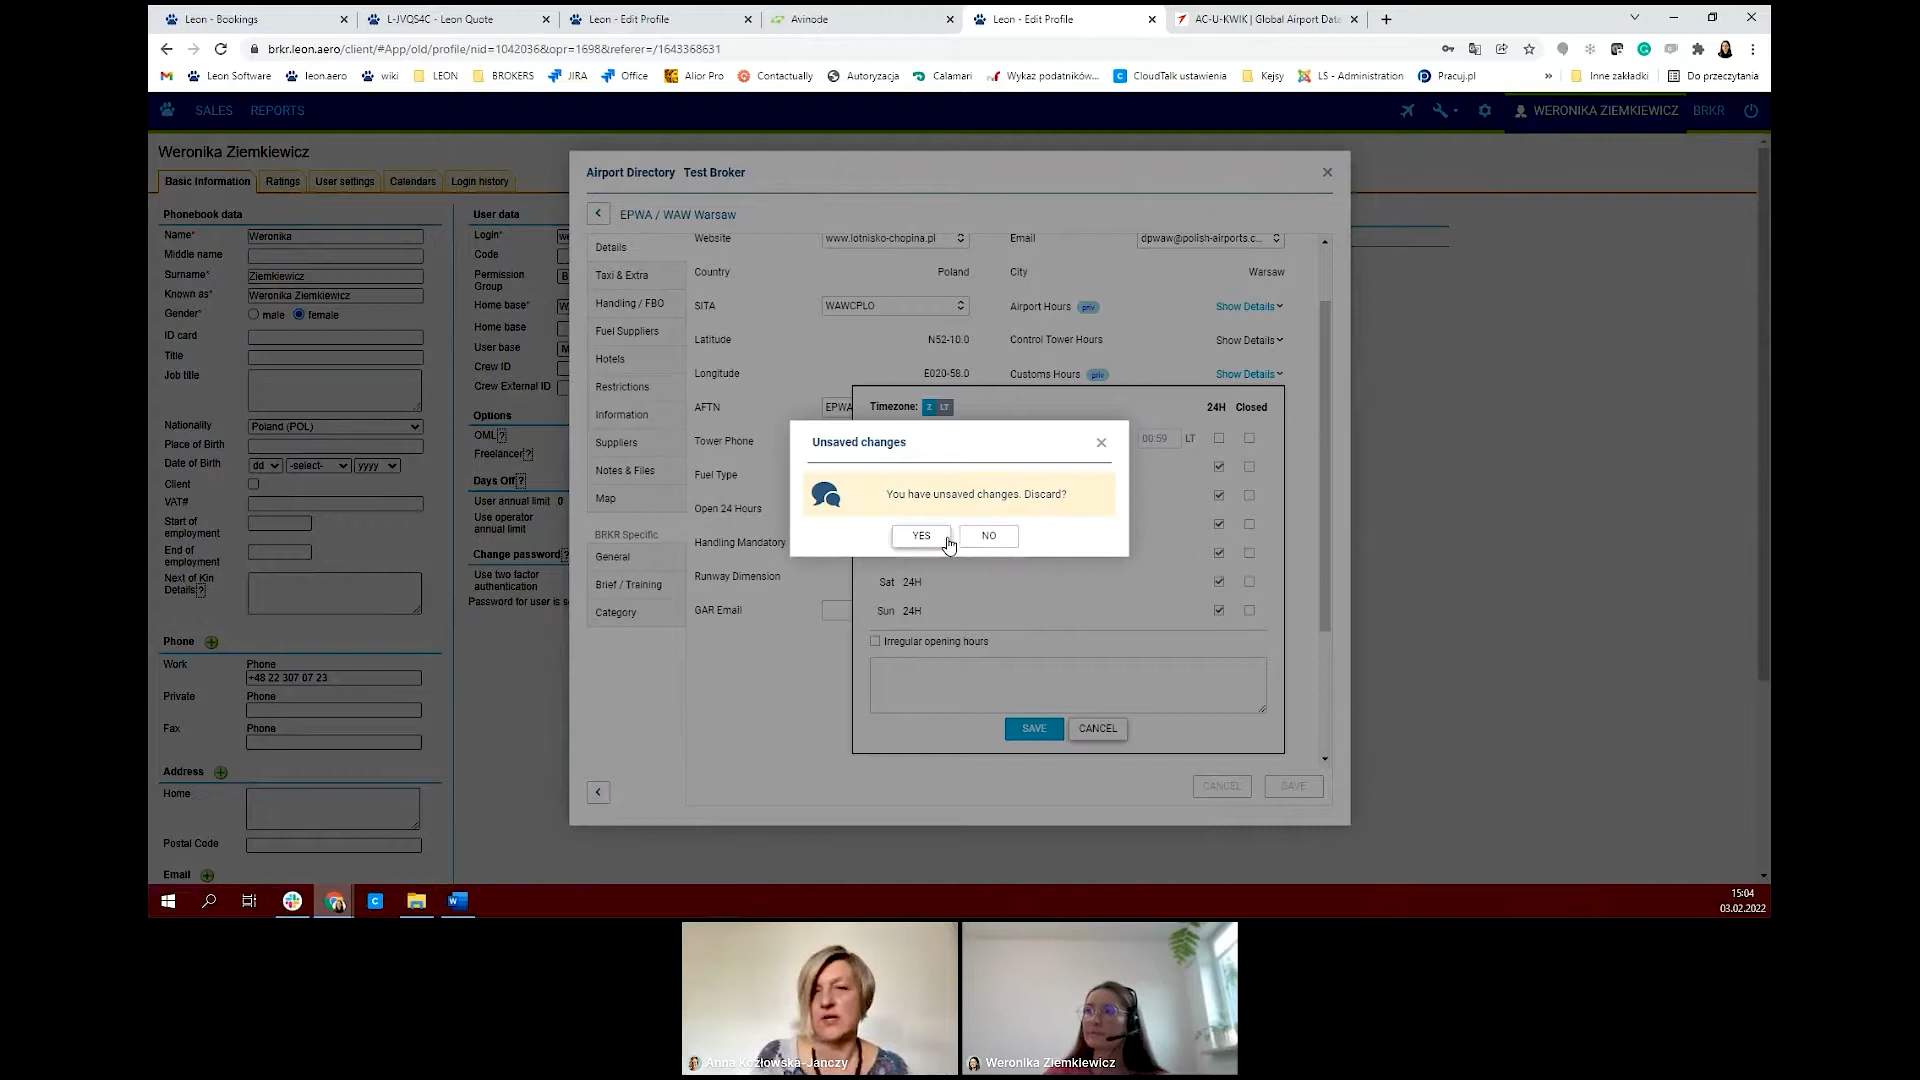 Leon - Bookings
L-JVQS4C - Leon Quote
Leon - Edit Profile
Avinode
Leon - Edit Profile
AC-U-KWIK | Global Airport Data
brkr.leon.aero/client/#App/old/profile/nid=1042036&opr=1698&referer=/1643368631
Leon Software
leon.aero
wiki
LEON
BROKERS
JIRA
Office
Alior Pro
Contactually
Autoryzacja
Calamari
Wykaz podatników...
CloudTalk ustawienia
Kejsy
LS - Administration
Pracuj.pl
»
Inne zakładki
Do przeczytania
SALES
REPORTS
WERONIKA ZIEMKIEWICZ
BRKR
Weronika Ziemkiewicz
Basic Information
Ratings
User settings
Calendars
Login history
Phonebook data
Name* Weronika
Middle name
Surname* Ziemkiewicz
Known as* Weronika Ziemkiewicz
Gender* male female
ID card
Title
Job title
Nationality Poland (POL)
Place of Birth
Date of Birth dd -select- yyyy
Client
VAT#
Start of
employment
End of
employment
Next of Kin
Details[?]
Phone
Work Phone
+48 22 307 07 23
Private Phone
Fax Phone
Address
Home
Postal Code
Email
User data
Login*
Code
Permission
Group
Home base*
Home base
User base
Crew ID
Crew External ID
Options
OML[?]
Freelancer[?]
Days Off[?]
User annual limit 0
Use operator
annual limit
Change password[?]
Use two factor
authentication
Password for user is s
Airport Directory Test Broker
EPWA / WAW Warsaw
Details
Taxi & Extra
Handling / FBO
Fuel Suppliers
Hotels
Restrictions
Information
Suppliers
Notes & Files
Map
BRKR Specific
General
Brief / Training
Category
Website www.lotnisko-chopina.pl
Email dpwaw@polish-airports.c...
Country Poland
City Warsaw
SITA WAWCPLO
Airport Hours priv Show Details
Latitude N52-10.0
Control Tower Hours Show Details
Longitude E020-58.0
Customs Hours priv Show Details
AFTN EPWA
Tower Phone
Fuel Type
Open 24 Hours
Handling Mandatory
Runway Dimension
GAR Email
Timezone: Z LT
24H Closed
00:59 LT
Sat 24H
Sun 24H
Irregular opening hours
SAVE CANCEL
CANCEL SAVE
Unsaved changes
You have unsaved changes. Discard?
YES NO
15:04
03.02.2022
Anna Kozłowska-Janczy
Weronika Ziemkiewicz